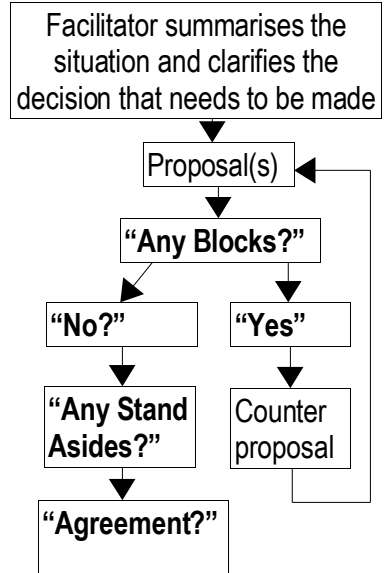 Facilitator summarises the
situation and clarifies the
decision that needs to be made
Proposal(s)
“Any Blocks?”
“No?”
“Yes”
“Any Stand
Asides?”
Counter
proposal
“Agreement?”